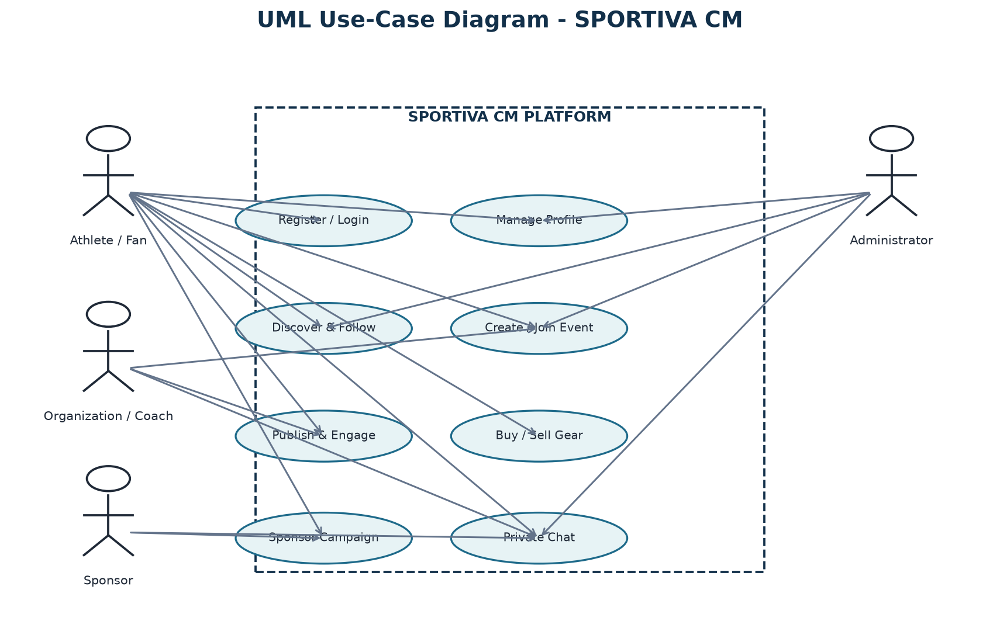 UML Use-Case Diagram - SPORTIVA CM
SPORTIVA CM PLATFORM
Athlete / Fan
Register / Login
Manage Profile
Administrator
Discover & Follow
Create / Join Event
Organization / Coach
Publish & Engage
Buy / Sell Gear
Sponsor Campaign
Private Chat
Sponsor